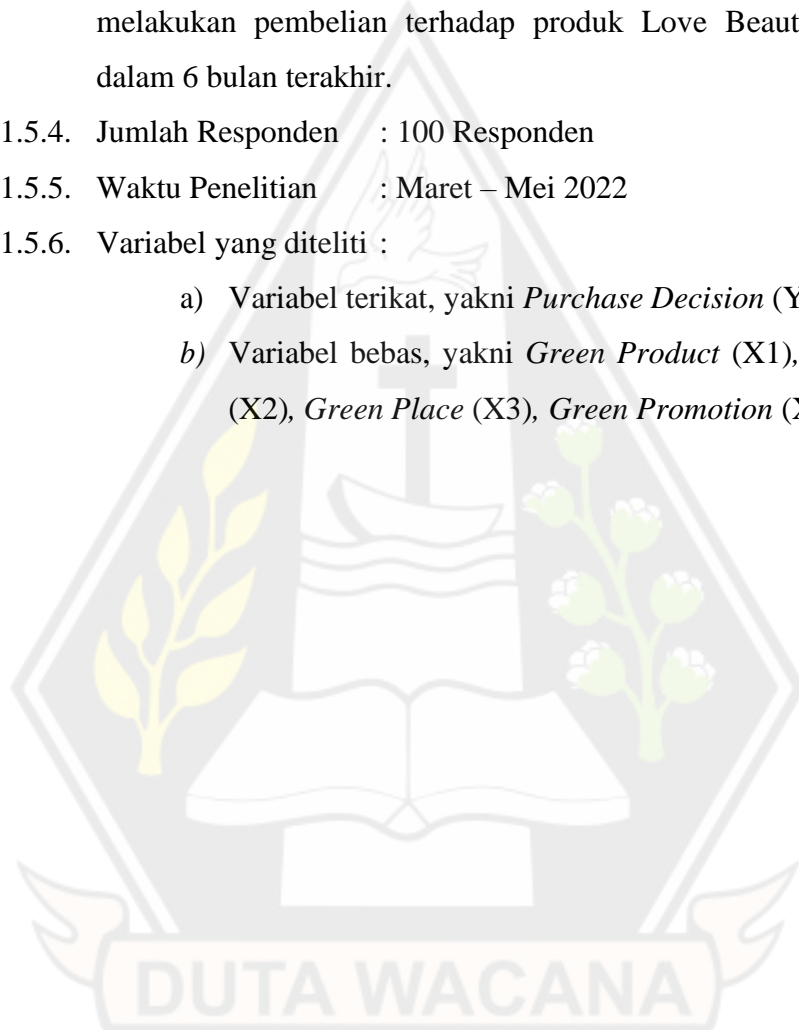 melakukan pembelian terhadap produk Love Beaut
dalam 6 bulan terakhir.
1.5.4. Jumlah Responden : 100 Responden
1.5.5. Waktu Penelitian : Maret – Mei 2022
1.5.6. Variabel yang diteliti :
a) Variabel terikat, yakni Purchase Decision (Y
b) Variabel bebas, yakni Green Product (X1),
(X2), Green Place (X3), Green Promotion (X
DUTA WACANA